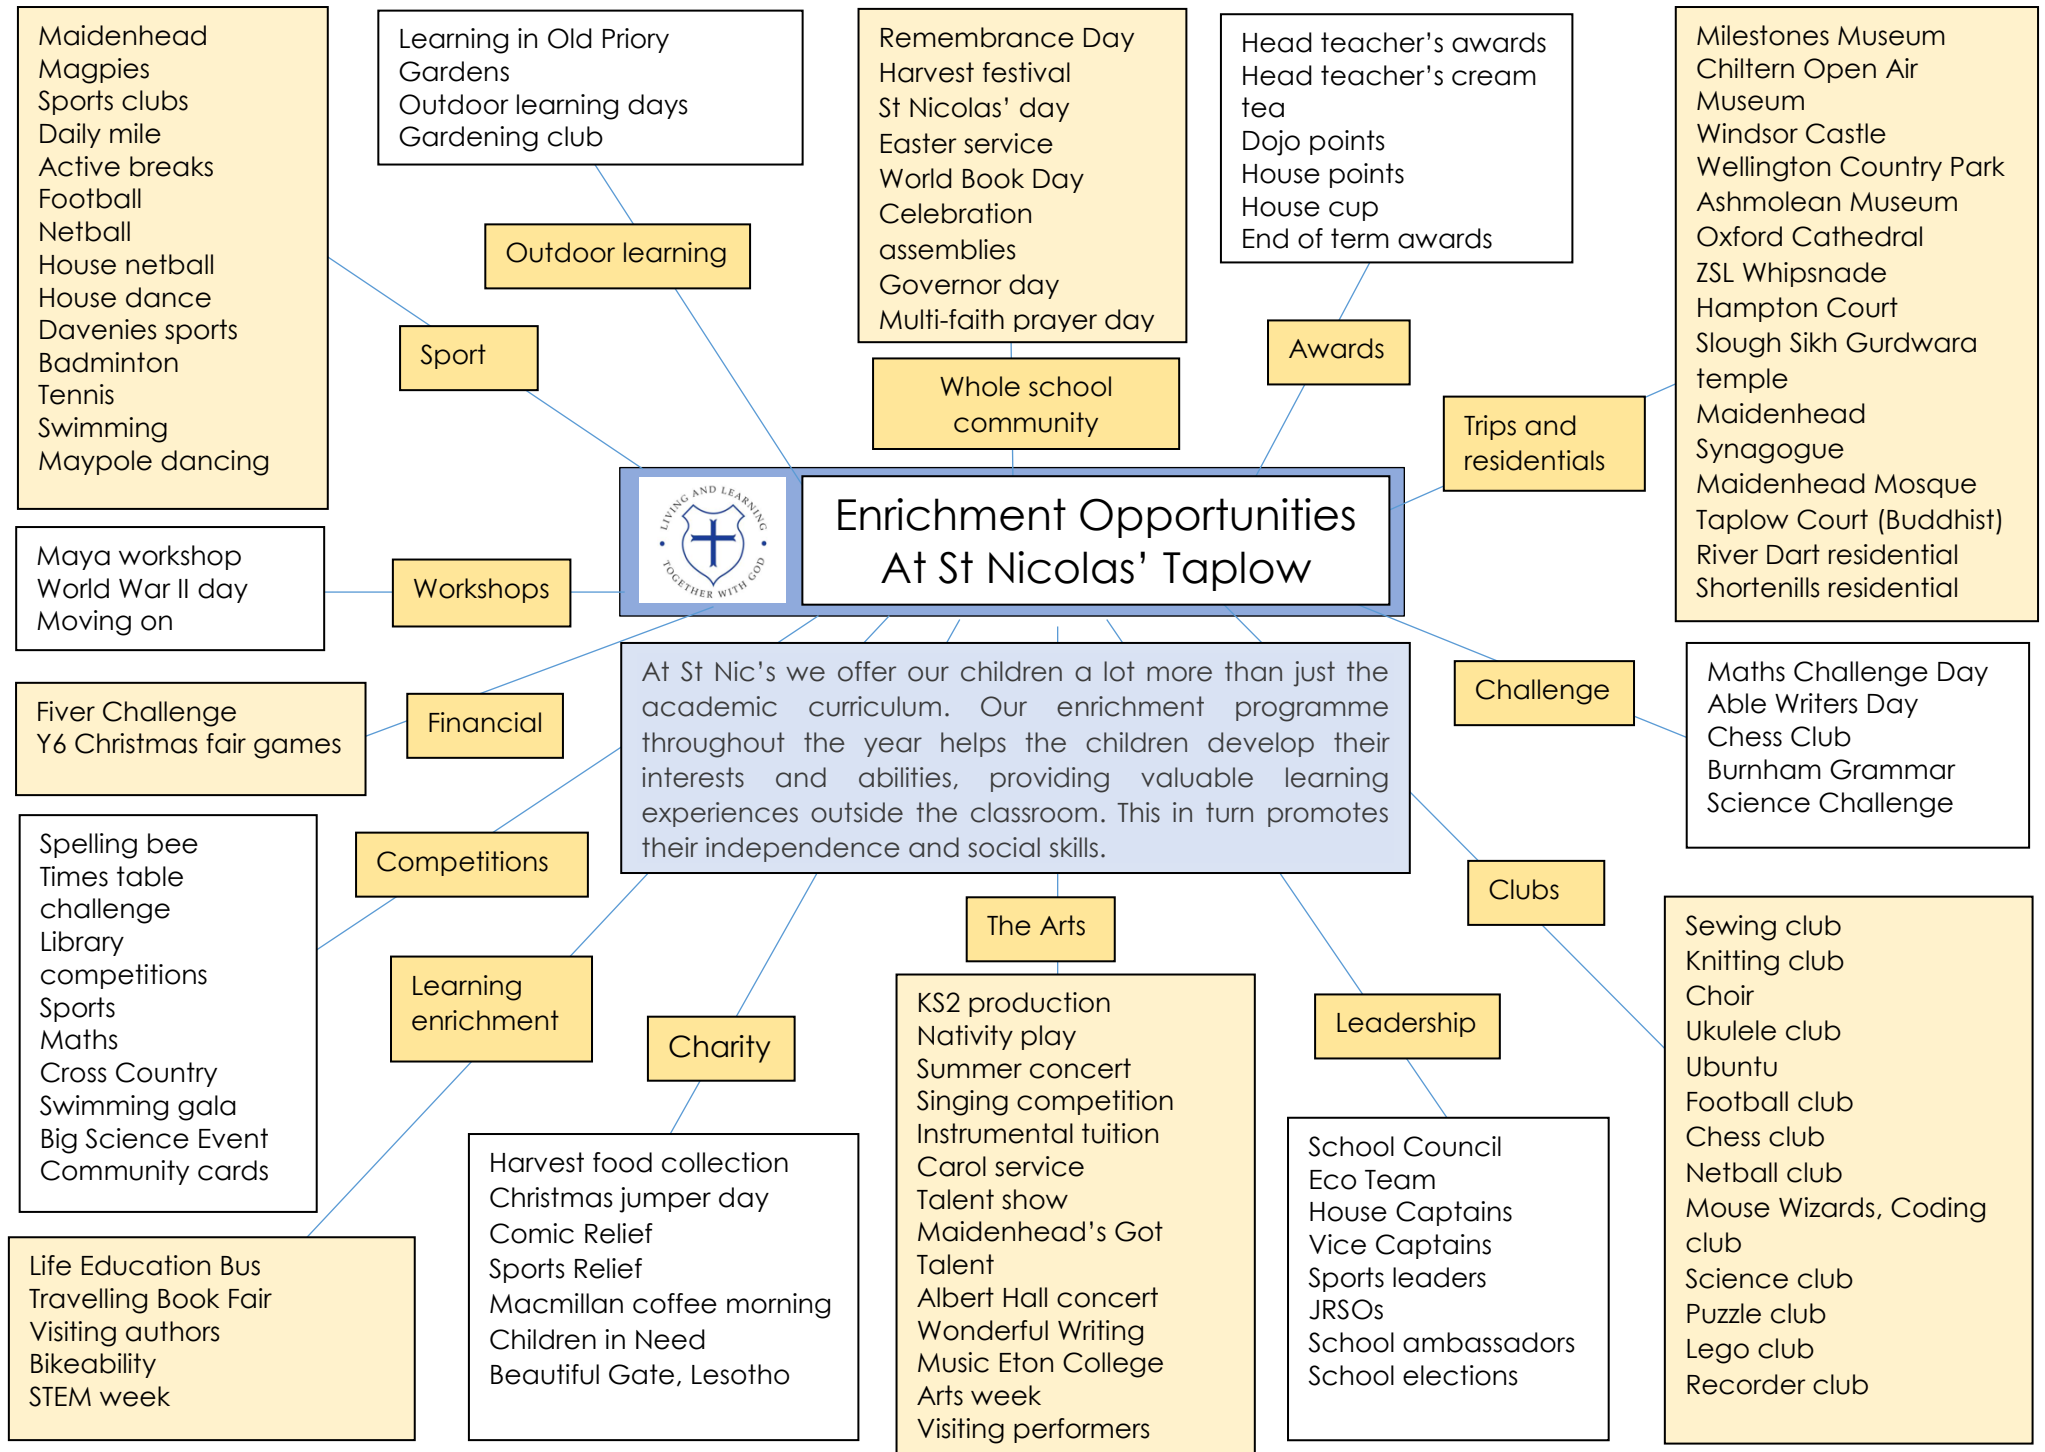 Maidenhead
Magpies
Sports clubs
Daily mile
Active breaks
Football
Netball
House netball
House dance
Davenies sports
Badminton
Tennis
Swimming
Maypole dancing
Learning in Old Priory
Gardens
Outdoor learning days
Gardening club
Remembrance Day
Harvest festival
St Nicolas’ day
Easter service
World Book Day
Celebration
assemblies
Governor day
Multi-faith prayer day
Head teacher’s awards
Head teacher’s cream
tea
Dojo points
House points
House cup
End of term awards
Milestones Museum
Chiltern Open Air
Museum
Windsor Castle
Wellington Country Park
Ashmolean Museum
Oxford Cathedral
ZSL Whipsnade
Hampton Court
Slough Sikh Gurdwara
temple
Maidenhead
Synagogue
Maidenhead Mosque
Taplow Court (Buddhist)
River Dart residential
Shortenills residential
Outdoor learning
Sport
Whole school
community
Awards
Trips and
residentials
LIVING AND LEARNING
TOGETHER WITH GOD
Enrichment Opportunities
At St Nicolas’ Taplow
Maya workshop
World War II day
Moving on
Workshops
Fiver Challenge
Y6 Christmas fair games
Financial
At St Nic’s we offer our children a lot more than just the
academic curriculum. Our enrichment programme
throughout the year helps the children develop their
interests and abilities, providing valuable learning
experiences outside the classroom. This in turn promotes
their independence and social skills.
Challenge
Maths Challenge Day
Able Writers Day
Chess Club
Burnham Grammar
Science Challenge
Spelling bee
Times table
challenge
Library
competitions
Sports
Maths
Cross Country
Swimming gala
Big Science Event
Community cards
Competitions
Clubs
Sewing club
Knitting club
Choir
Ukulele club
Ubuntu
Football club
Chess club
Netball club
Mouse Wizards, Coding
club
Science club
Puzzle club
Lego club
Recorder club
Learning
enrichment
Charity
The Arts
Leadership
Life Education Bus
Travelling Book Fair
Visiting authors
Bikeability
STEM week
Harvest food collection
Christmas jumper day
Comic Relief
Sports Relief
Macmillan coffee morning
Children in Need
Beautiful Gate, Lesotho
KS2 production
Nativity play
Summer concert
Singing competition
Instrumental tuition
Carol service
Talent show
Maidenhead’s Got
Talent
Albert Hall concert
Wonderful Writing
Music Eton College
Arts week
Visiting performers
School Council
Eco Team
House Captains
Vice Captains
Sports leaders
JRSOs
School ambassadors
School elections